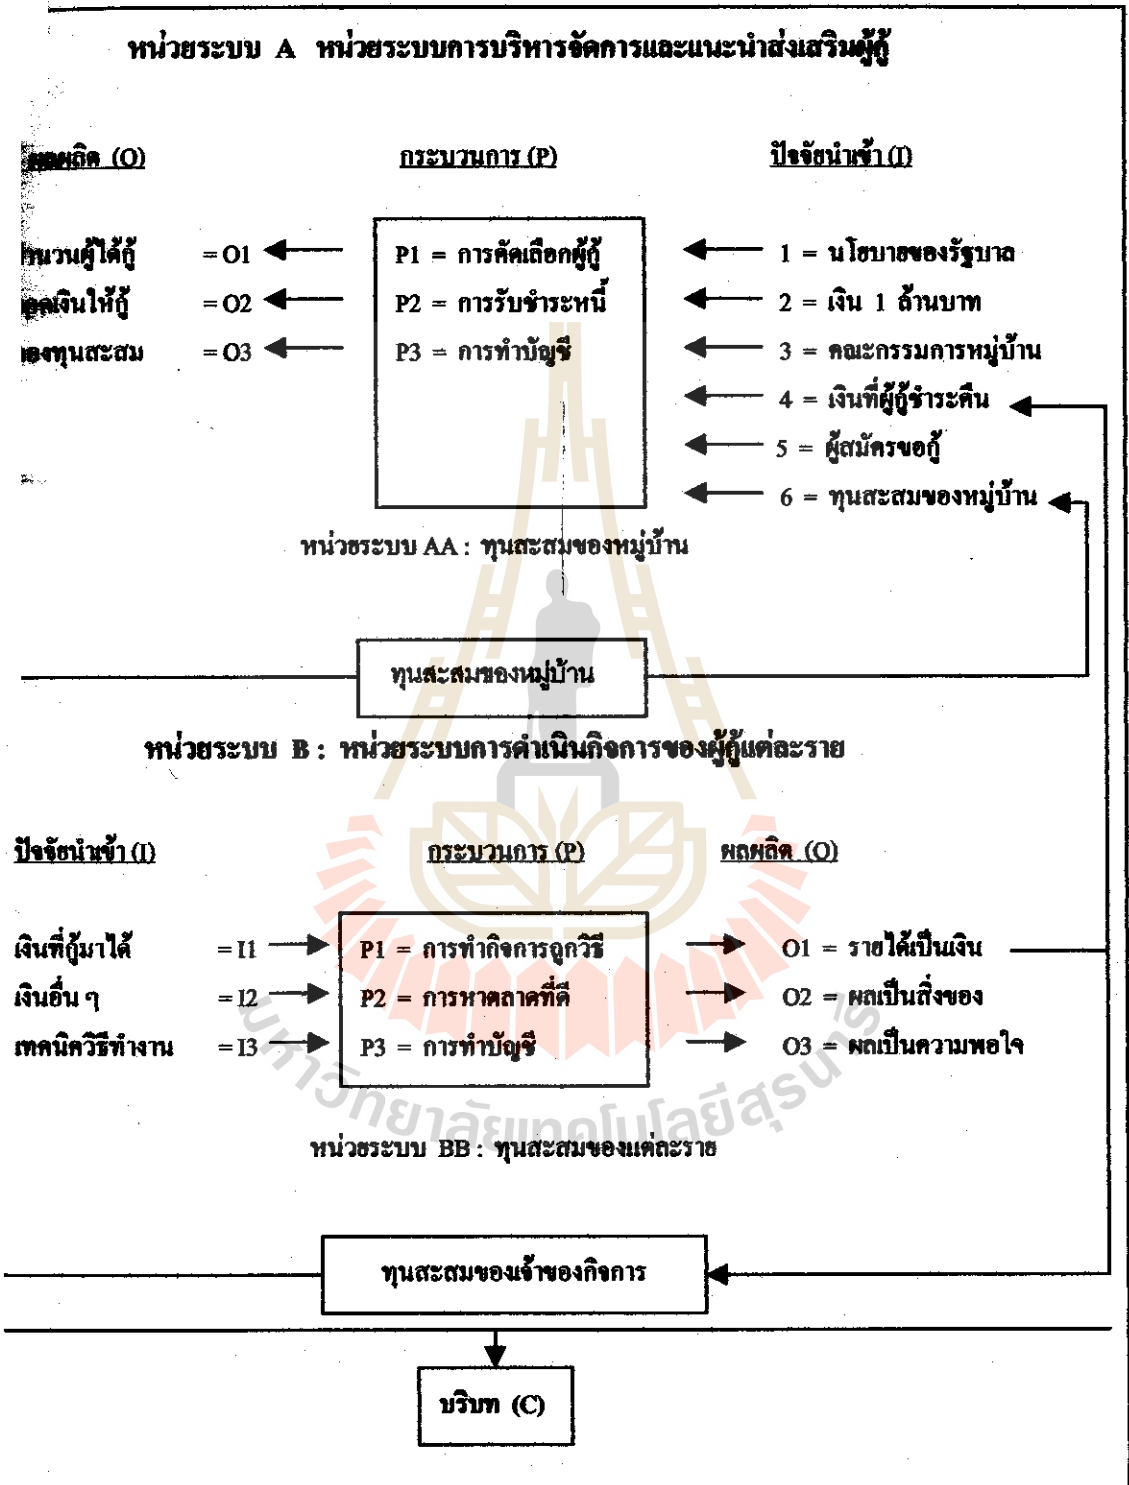 หน่วยระบบ A หน่วยระบบการบริหารจัดการและแนะนำส่งเสริมผู้กู้
ผลผลิต (O) กระบวนการ (P) ปัจจัยนำเข้า (I)
นวนผู้ได้กู้ = O1 P1 = การคัดเลือกผู้กู้ 1 = นโยบายของรัฐบาล
เงินให้กู้ = O2 P2 = การรับชำระหนี้ 2 = เงิน 1 ล้านบาท
องทุนสะสม = O3 P3 = การทำบัญชี 3 = คณะกรรมการหมู่บ้าน
4 = เงินที่ผู้กู้ชำระคืน
5 = ผู้สมัครขอกู้
6 = ทุนสะสมของหมู่บ้าน
หน่วยระบบ AA : ทุนสะสมของหมู่บ้าน
ทุนสะสมของหมู่บ้าน
หน่วยระบบ B : หน่วยระบบการดำเนินกิจการของผู้กู้แต่ละราย
ปัจจัยนำเข้า (I) กระบวนการ (P) ผลผลิต (O)
เงินที่กู้มาได้ = I1 P1 = การทำกิจการถูกวิธี O1 = รายได้เป็นเงิน
เงินอื่น ๆ = I2 P2 = การหาตลาดที่ดี O2 = ผลเป็นสิ่งของ
เทคนิควิธีทำงาน = I3 P3 = การทำบัญชี O3 = ผลเป็นความพอใจ
มหาวิทยาลัยเทคโนโลยีสุรนารี
หน่วยระบบ BB : ทุนสะสมของแต่ละราย
ทุนสะสมของเจ้าของกิจการ
บริบท (C)